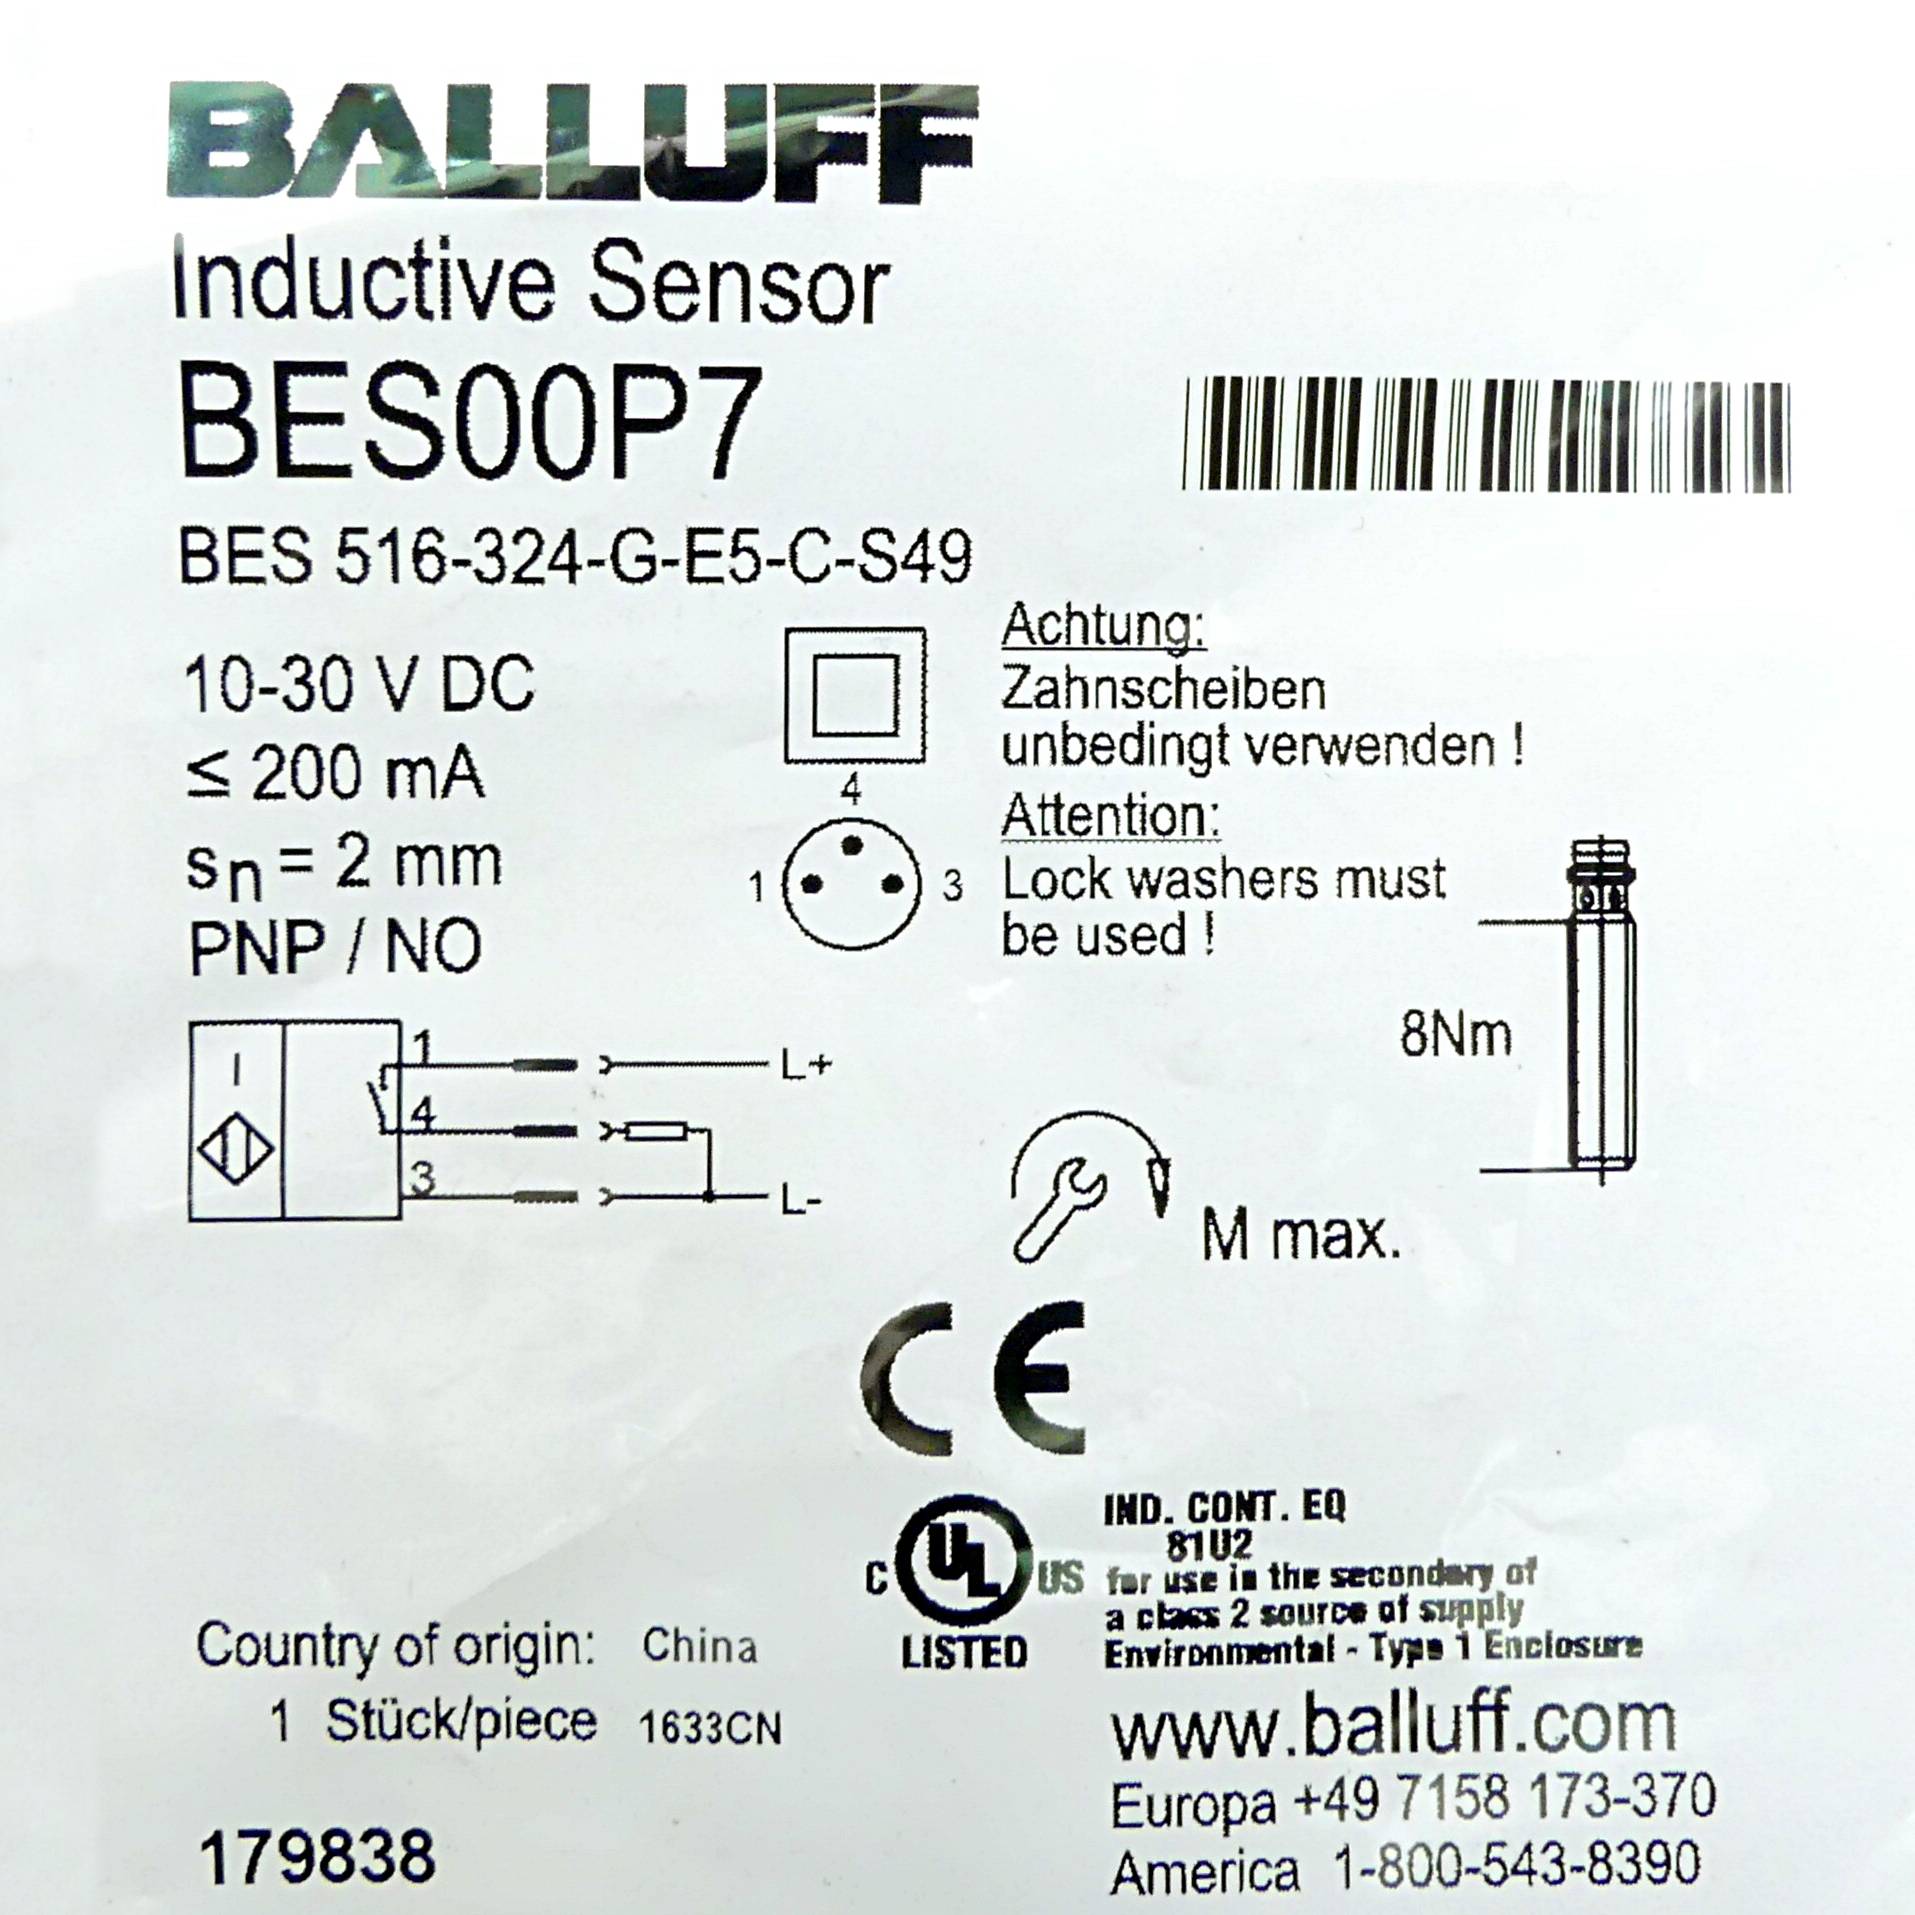 BALLUFF
Inductive Sensor
BES00P7
BES 516-324-G-E5-C-S49
10-30 V DC
≤ 200 mA
sn = 2 mm
PNP / NO
4
1
3
Achtung:
Zahnscheiben
unbedingt verwenden !
Attention:
Lock washers must
be used !
8Nm
I
1
L+
4
3
L-
M max.
CE
C UL US
LISTED
IND. CONT. EQ
81U2
for use in the secondary of
a class 2 source of supply
Environmental - Type 1 Enclosure
Country of origin: China
1 Stück/piece 1633CN
179838
www.balluff.com
Europa +49 7158 173-370
America 1-800-543-8390